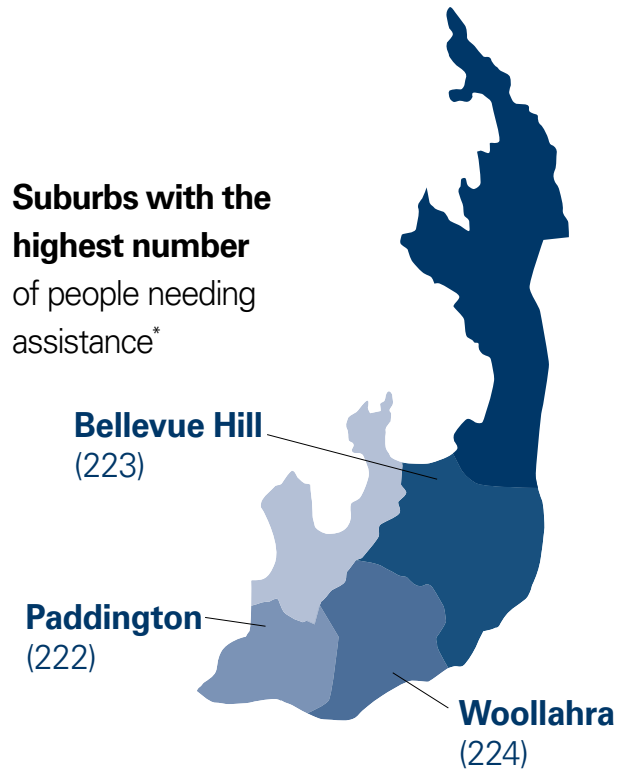 Suburbs with the
highest number
of people needing
assistance*
Bellevue Hill
(223)
Paddington
(222)
Woollahra
(224)